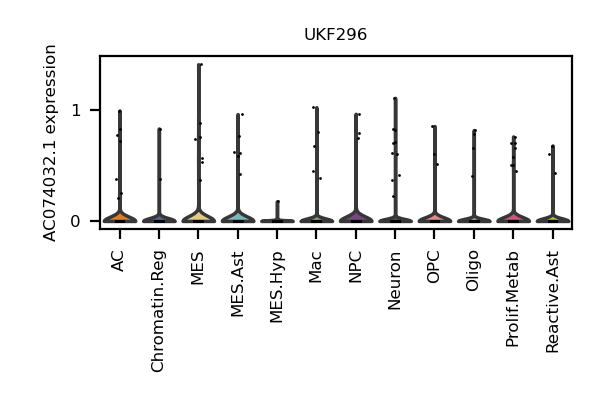 UKF296
AC074032.1 expression
1
0
AC
Chromatin.Reg
MES
MES.Ast
MES.Hyp
Mac
NPC
Neuron
OPC
Oligo
Prolif.Metab
Reactive.Ast